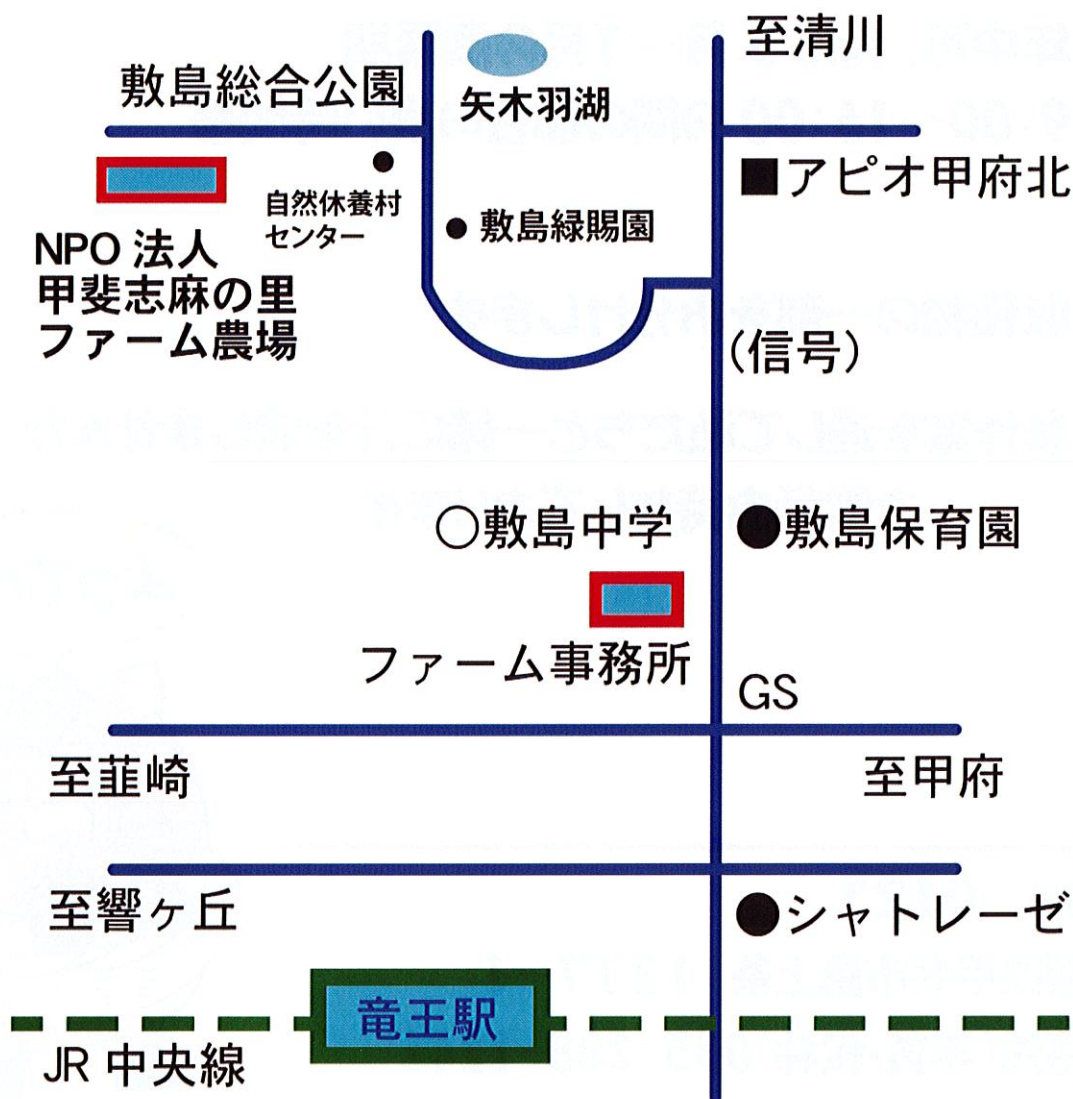 至清川
敷島総合公園
矢木羽湖
■アピオ甲府北
自然休養村
センター
敷島緑賜園
NPO 法人
甲斐志麻の里
ファーム農場
(信号)
○敷島中学
●敷島保育園
ファーム事務所
GS
至韮崎
至甲府
至響ヶ丘
●シャトレーゼ
竜王駅
JR 中央線